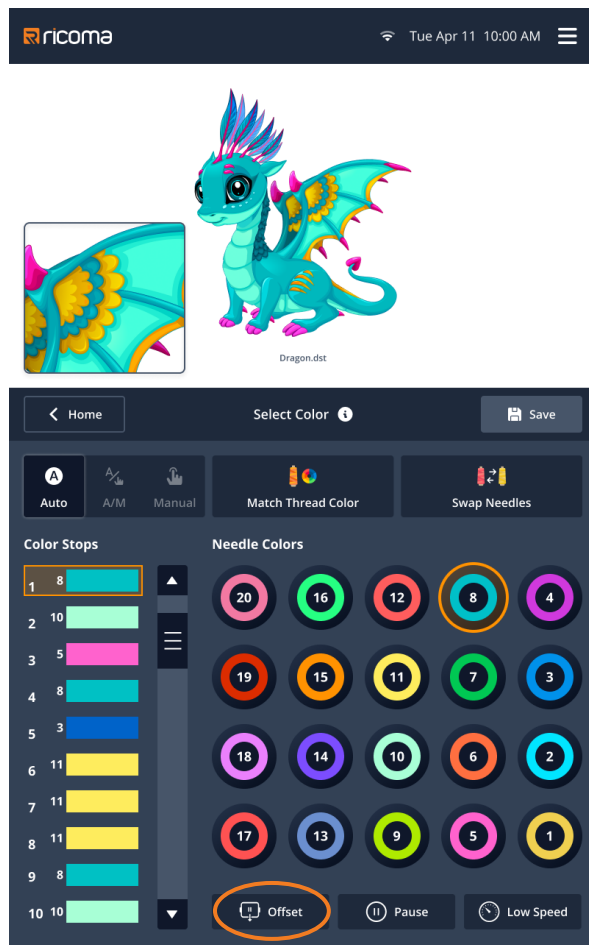 ricoma
Tue Apr 11 10:00 AM
Dragon.dst
Home
Select Color i
Save
A
Auto
A/M
Manual
Match Thread Color
Swap Needles
Color Stops
Needle Colors
1 8
2 10
3 5
4 8
5 3
6 11
7 11
8 11
9 8
10 10
20 16 12 8 4
19 15 11 7 3
18 14 10 6 2
17 13 9 5 1
Offset
Pause
Low Speed